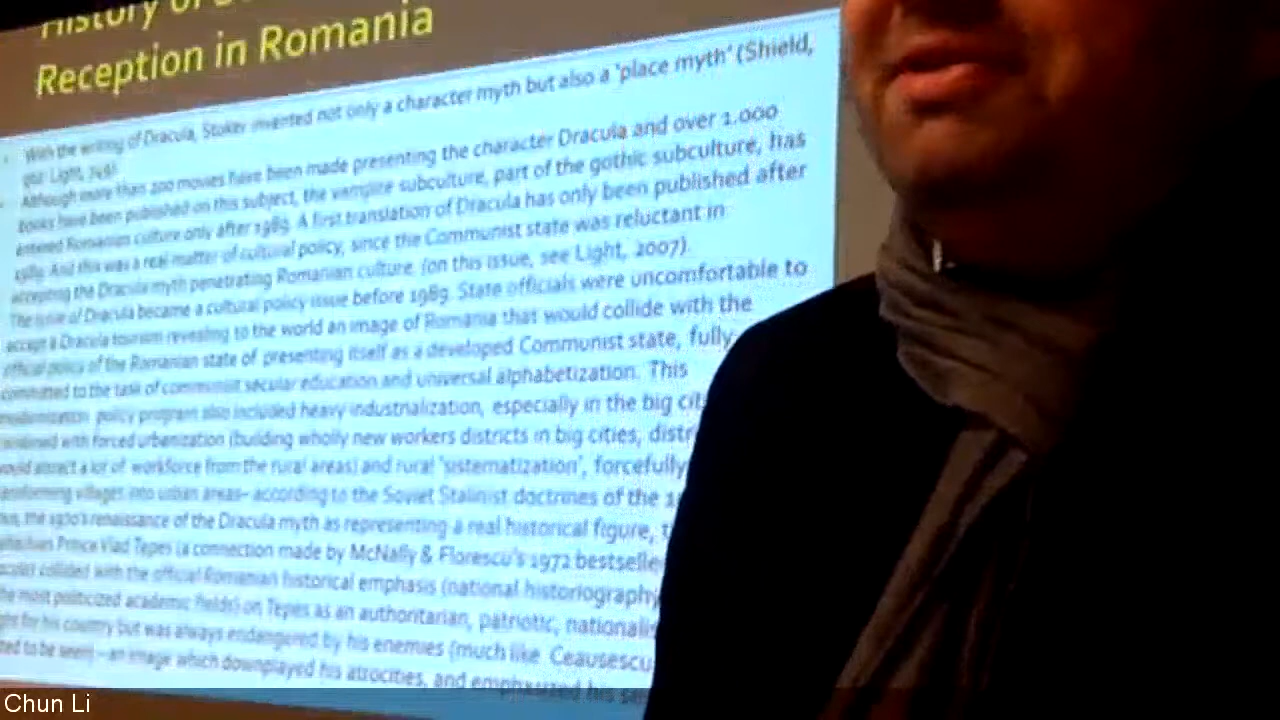 History of
Reception in Romania
With the writing of Dracula, Stoker invented not only a character myth but also a 'place myth' (Shield,
Light,
Although more than 200 movies have been made presenting the character Dracula and over 1.000
books have been published on this subject, the vampire subculture, part of the gothic subculture, has
entered Romanian culture only after 1989. A first translation of Dracula has only been published after
1989. And this was a real matter of cultural policy, since the Communist state was reluctant in
accepting the Dracula myth penetrating Romanian culture. (on this issue, see Light, 2007).
The issue of Dracula became a cultural policy issue before 1989. State officials were uncomfortable to
accept a Dracula tourism revealing to the world an image of Romania that would collide with the
official policy of the Romanian state of presenting itself as a developed Communist state, fully
committed to the task of communist secular education and universal alphabetization. This
policy program also included heavy industrialization, especially in the big
with forced urbanization (building wholly new workers districts in big cities, distr
attract a lot of workforce from the rural areas) and rural 'sistematization', forcefully
villages into urban areas– according to the Soviet Stalinist doctrines of the
the 1970's renaissance of the Dracula myth as representing a real historical figure,
Prince Vlad Tepes (a connection made by McNally & Florescu's 1972 bestselle
collided with the official Romanian historical emphasis (national historiography
the most politicized academic fields) on Tepes as an authoritarian, patriotic, nationalis
for his country but was always endangered by his enemies (much like Ceausescu
to be seen) – an image which downplayed his atrocities, and emphasized his
Chun Li